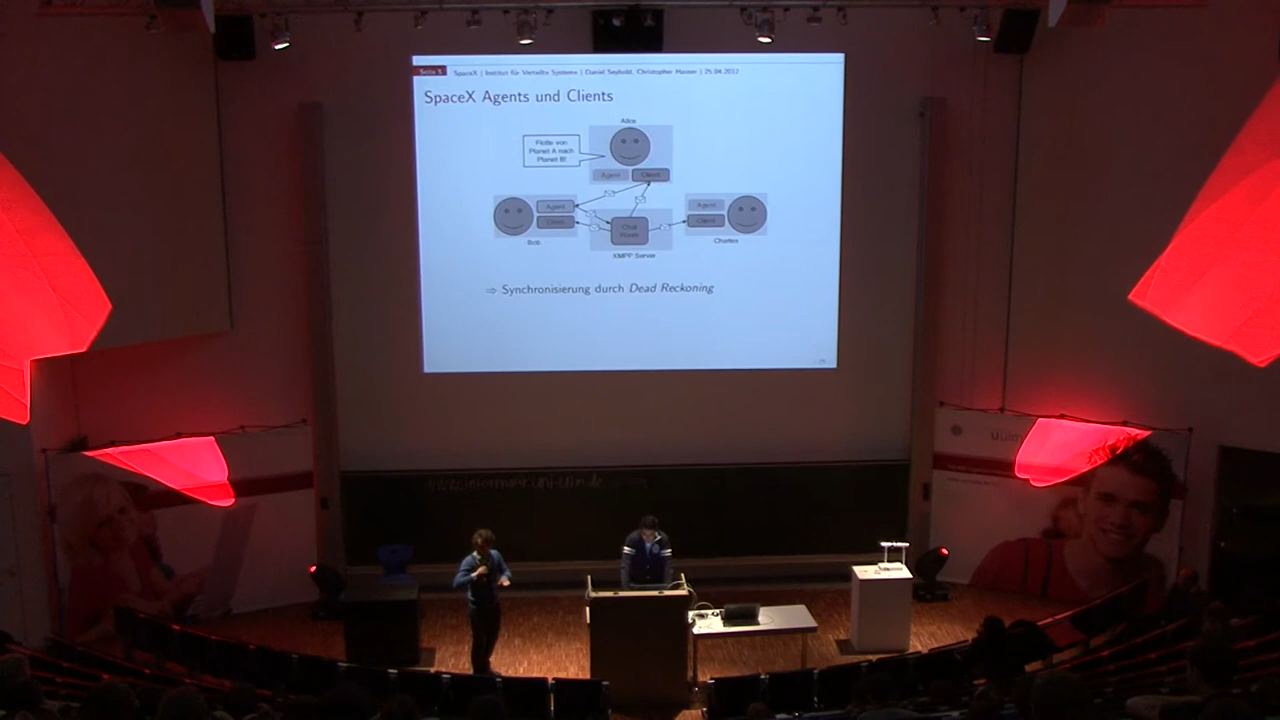 Seite 5 SpaceX | Institut für Verteilte Systeme | Daniel Seybold, Christopher Hauser | 25.04.2012
SpaceX Agents und Clients
Alice
Flotte von
Planet A nach
Planet B!
Agent Client
Agent
Client
Bob
Chat
Room
XMPP Server
Agent
Client
Charles
⇒ Synchronisierung durch Dead Reckoning